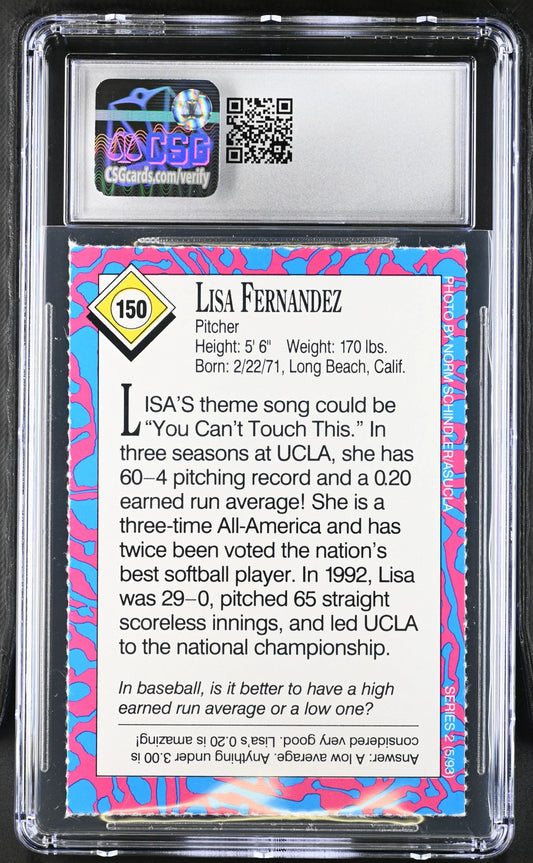 CSG
CSGcards.com/verify
150
LISA FERNANDEZ
Pitcher
Height: 5' 6" Weight: 170 lbs.
Born: 2/22/71, Long Beach, Calif.
LISA'S theme song could be
“You Can't Touch This.” In
three seasons at UCLA, she has
60–4 pitching record and a 0.20
earned run average! She is a
three-time All-America and has
twice been voted the nation's
best softball player. In 1992, Lisa
was 29–0, pitched 65 straight
scoreless innings, and led UCLA
to the national championship.
In baseball, is it better to have a high
earned run average or a low one?
Answer: A low average. Anything under 3.00 is
considered very good. Lisa's 0.20 is amazing!
PHOTO BY NORM SCHINDLER/ASUCLA
SERIES 2 (5/93)